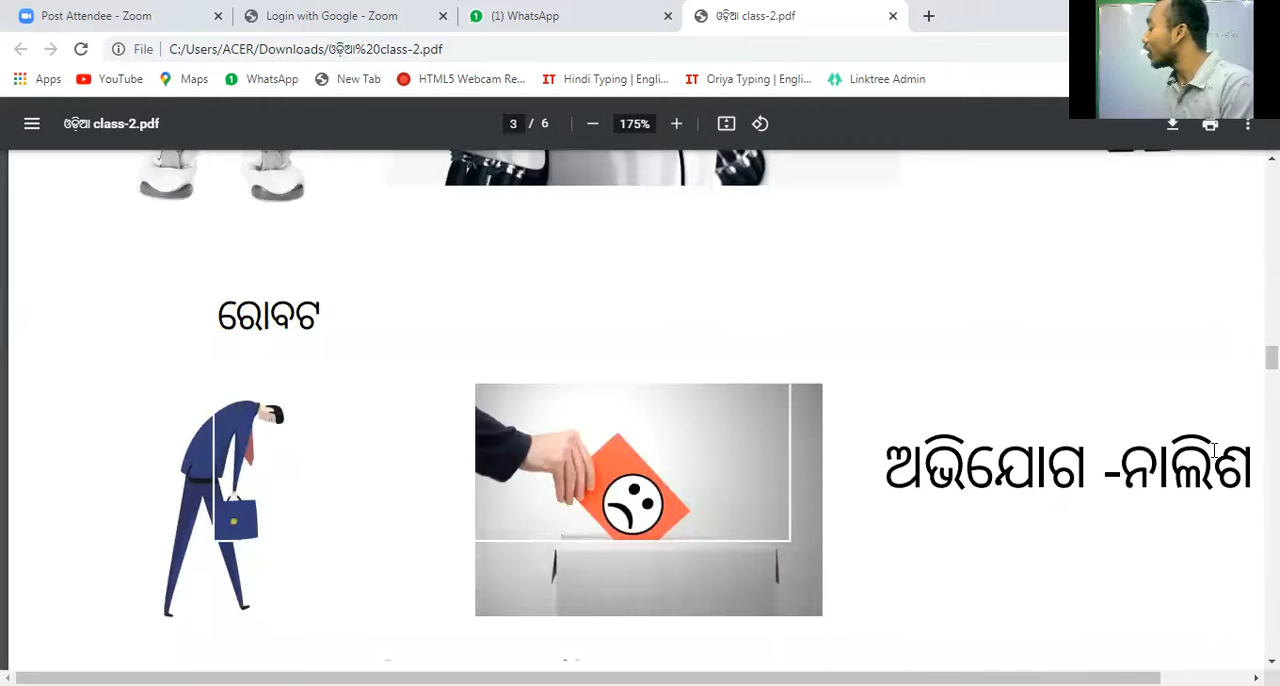 Post Attendee - Zoom
Login with Google - Zoom
(1) WhatsApp
ଓଡ଼ିଆ class-2.pdf
File
C:/Users/ACER/Downloads/ଓଡ଼ିଆ%20class-2.pdf
Apps
YouTube
Maps
WhatsApp
New Tab
HTML5 Webcam Re...
IT Hindi Typing | Engli...
IT Oriya Typing | Engli...
Linktree Admin
ଓଡ଼ିଆ class-2.pdf
3 / 6
175%
ରୋବଟ
ଅଭିଯୋଗ -ନାଲିଶ